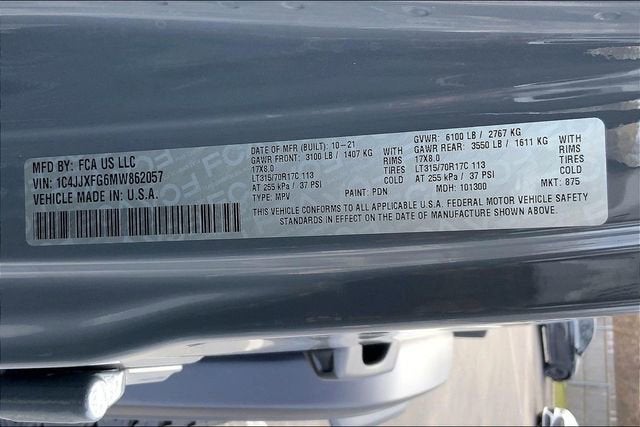 MFD BY: FCA US LLC
VIN: 1C4JJXFG6MW862057
VEHICLE MADE IN U.S.A.
DATE OF MFR (BUILT): 10-21
GAWR FRONT: 3100 LB / 1407 KG
17X8.0 TIRES
LT315/70R17C 113 COLD
AT 255 kPa / 37 PSI
TYPE: MPV PAINT: PDN
GVWR: 6100 LB / 2767 KG
GAWR REAR: 3550 LB / 1611 KG
17X8.0 TIRES
LT315/70R17C 113 COLD
AT 255 kPa / 37 PSI
MDH: 101300 MKT: 875
THIS VEHICLE CONFORMS TO ALL APPLICABLE U.S.A. FEDERAL MOTOR VEHICLE SAFETY
STANDARDS IN EFFECT ON THE DATE OF MANUFACTURE SHOWN ABOVE.